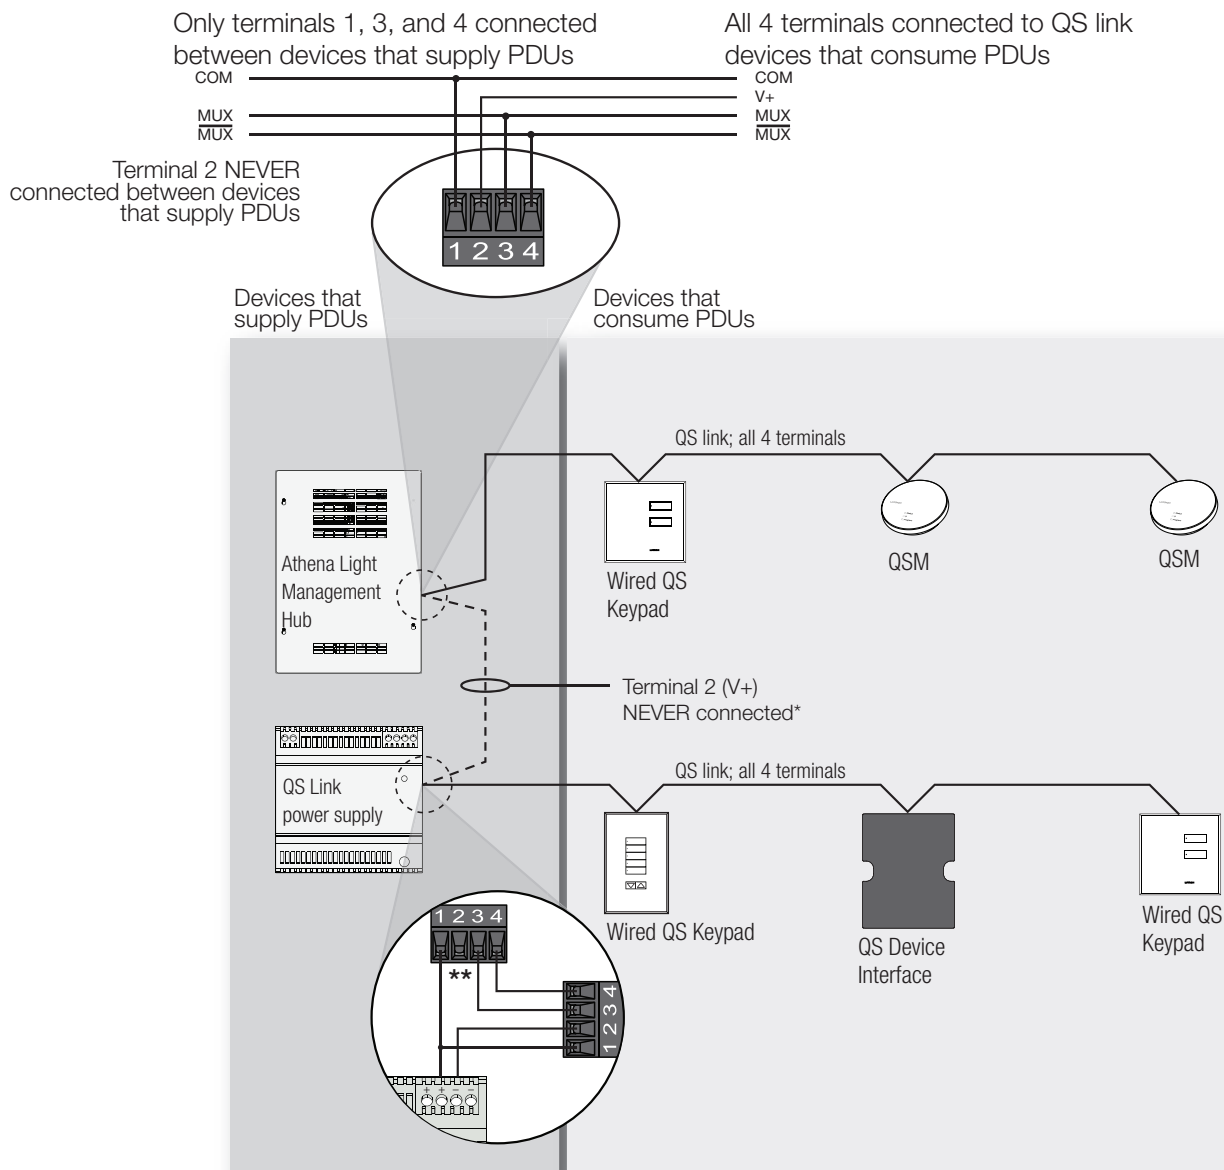 Only terminals 1, 3, and 4 connected
between devices that supply PDUs
All 4 terminals connected to QS link
devices that consume PDUs
COM
COM
V+
MUX
MUX
MUX
MUX
Terminal 2 NEVER
connected between devices
that supply PDUs
1 2 3 4
Devices that
supply PDUs
Devices that
consume PDUs
QS link; all 4 terminals
Athena Light
Management
Hub
Wired QS
Keypad
QSM
QSM
Terminal 2 (V+)
NEVER connected*
QS Link
power supply
QS link; all 4 terminals
Wired QS Keypad
QS Device
Interface
Wired QS
Keypad
1 2 3 4
**
1 2 3 4
+ + – –